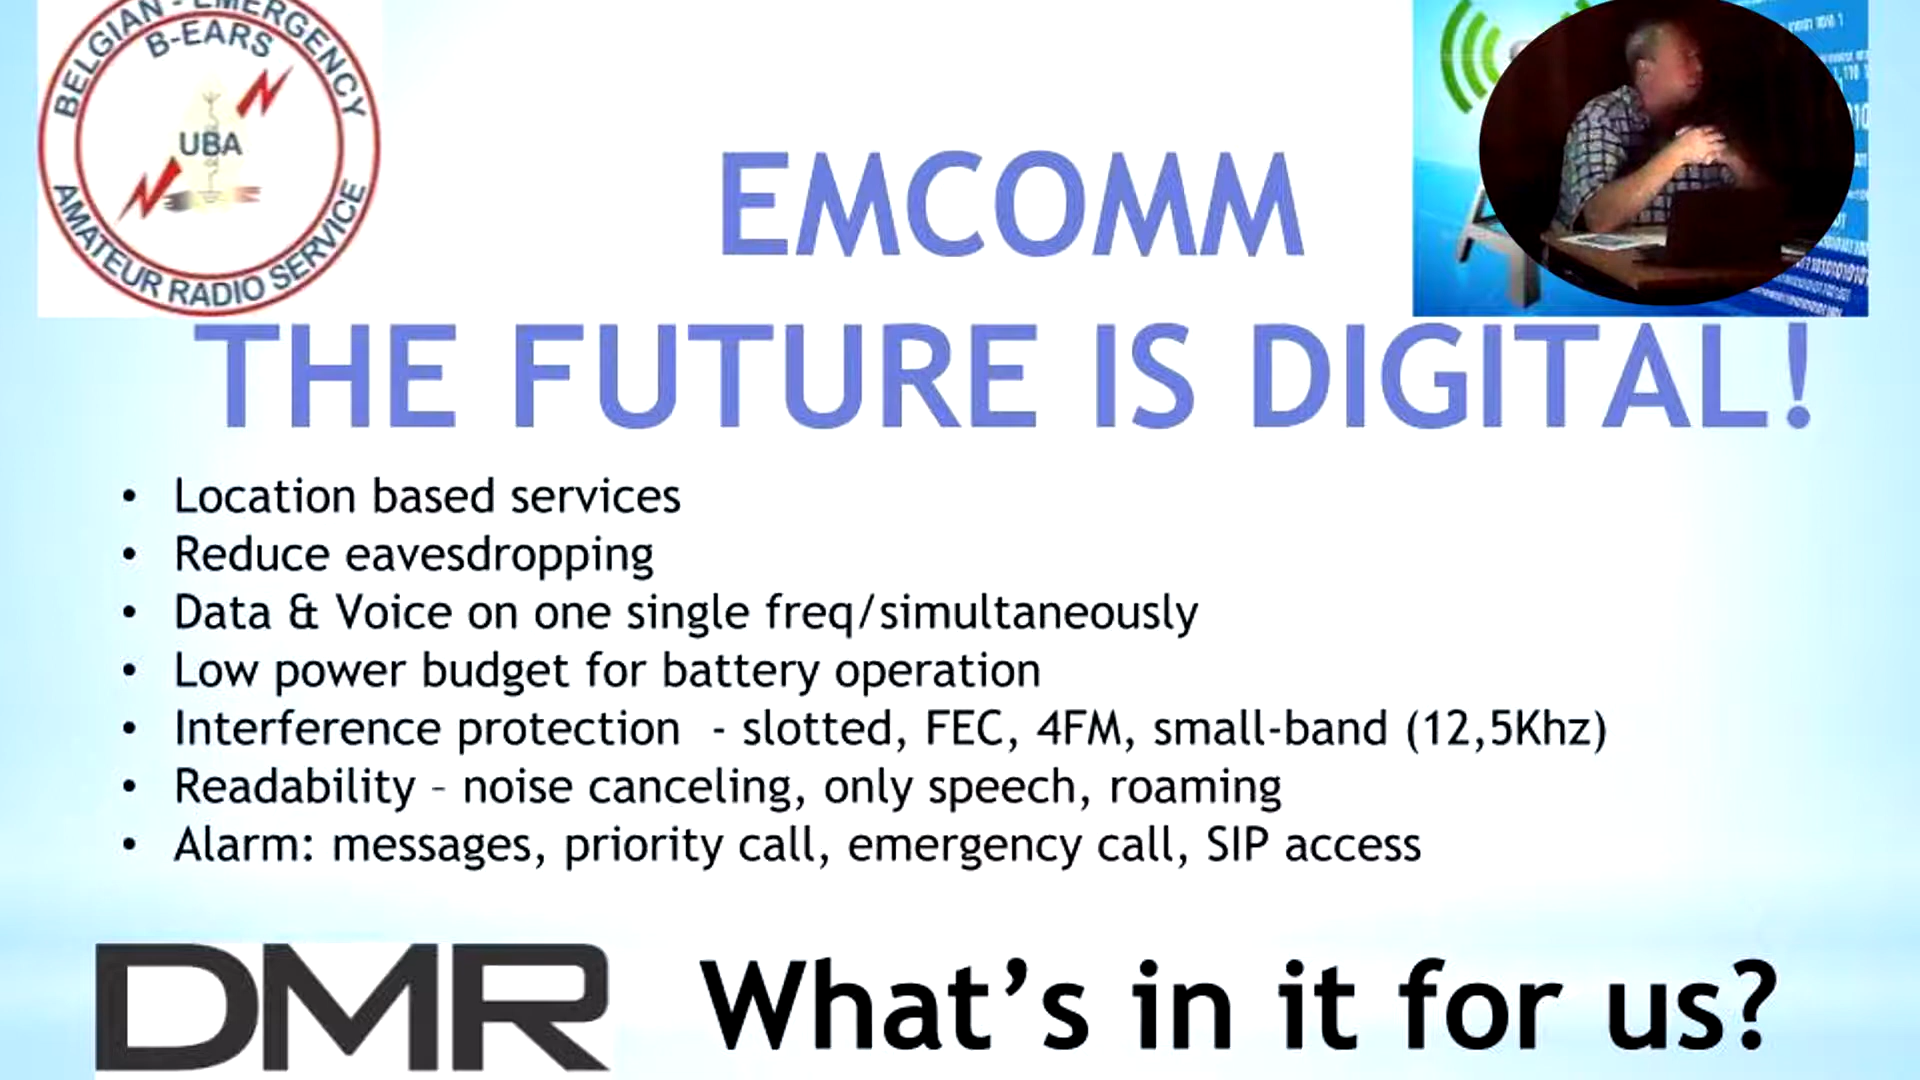 BELGIAN - EMERGENCY
B-EARS
UBA
AMATEUR RADIO SERVICE
EMCOMM
THE FUTURE IS DIGITAL!
• Location based services
• Reduce eavesdropping
• Data & Voice on one single freq/simultaneously
• Low power budget for battery operation
• Interference protection - slotted, FEC, 4FM, small-band (12,5Khz)
• Readability – noise canceling, only speech, roaming
• Alarm: messages, priority call, emergency call, SIP access
DMR
What's in it for us?